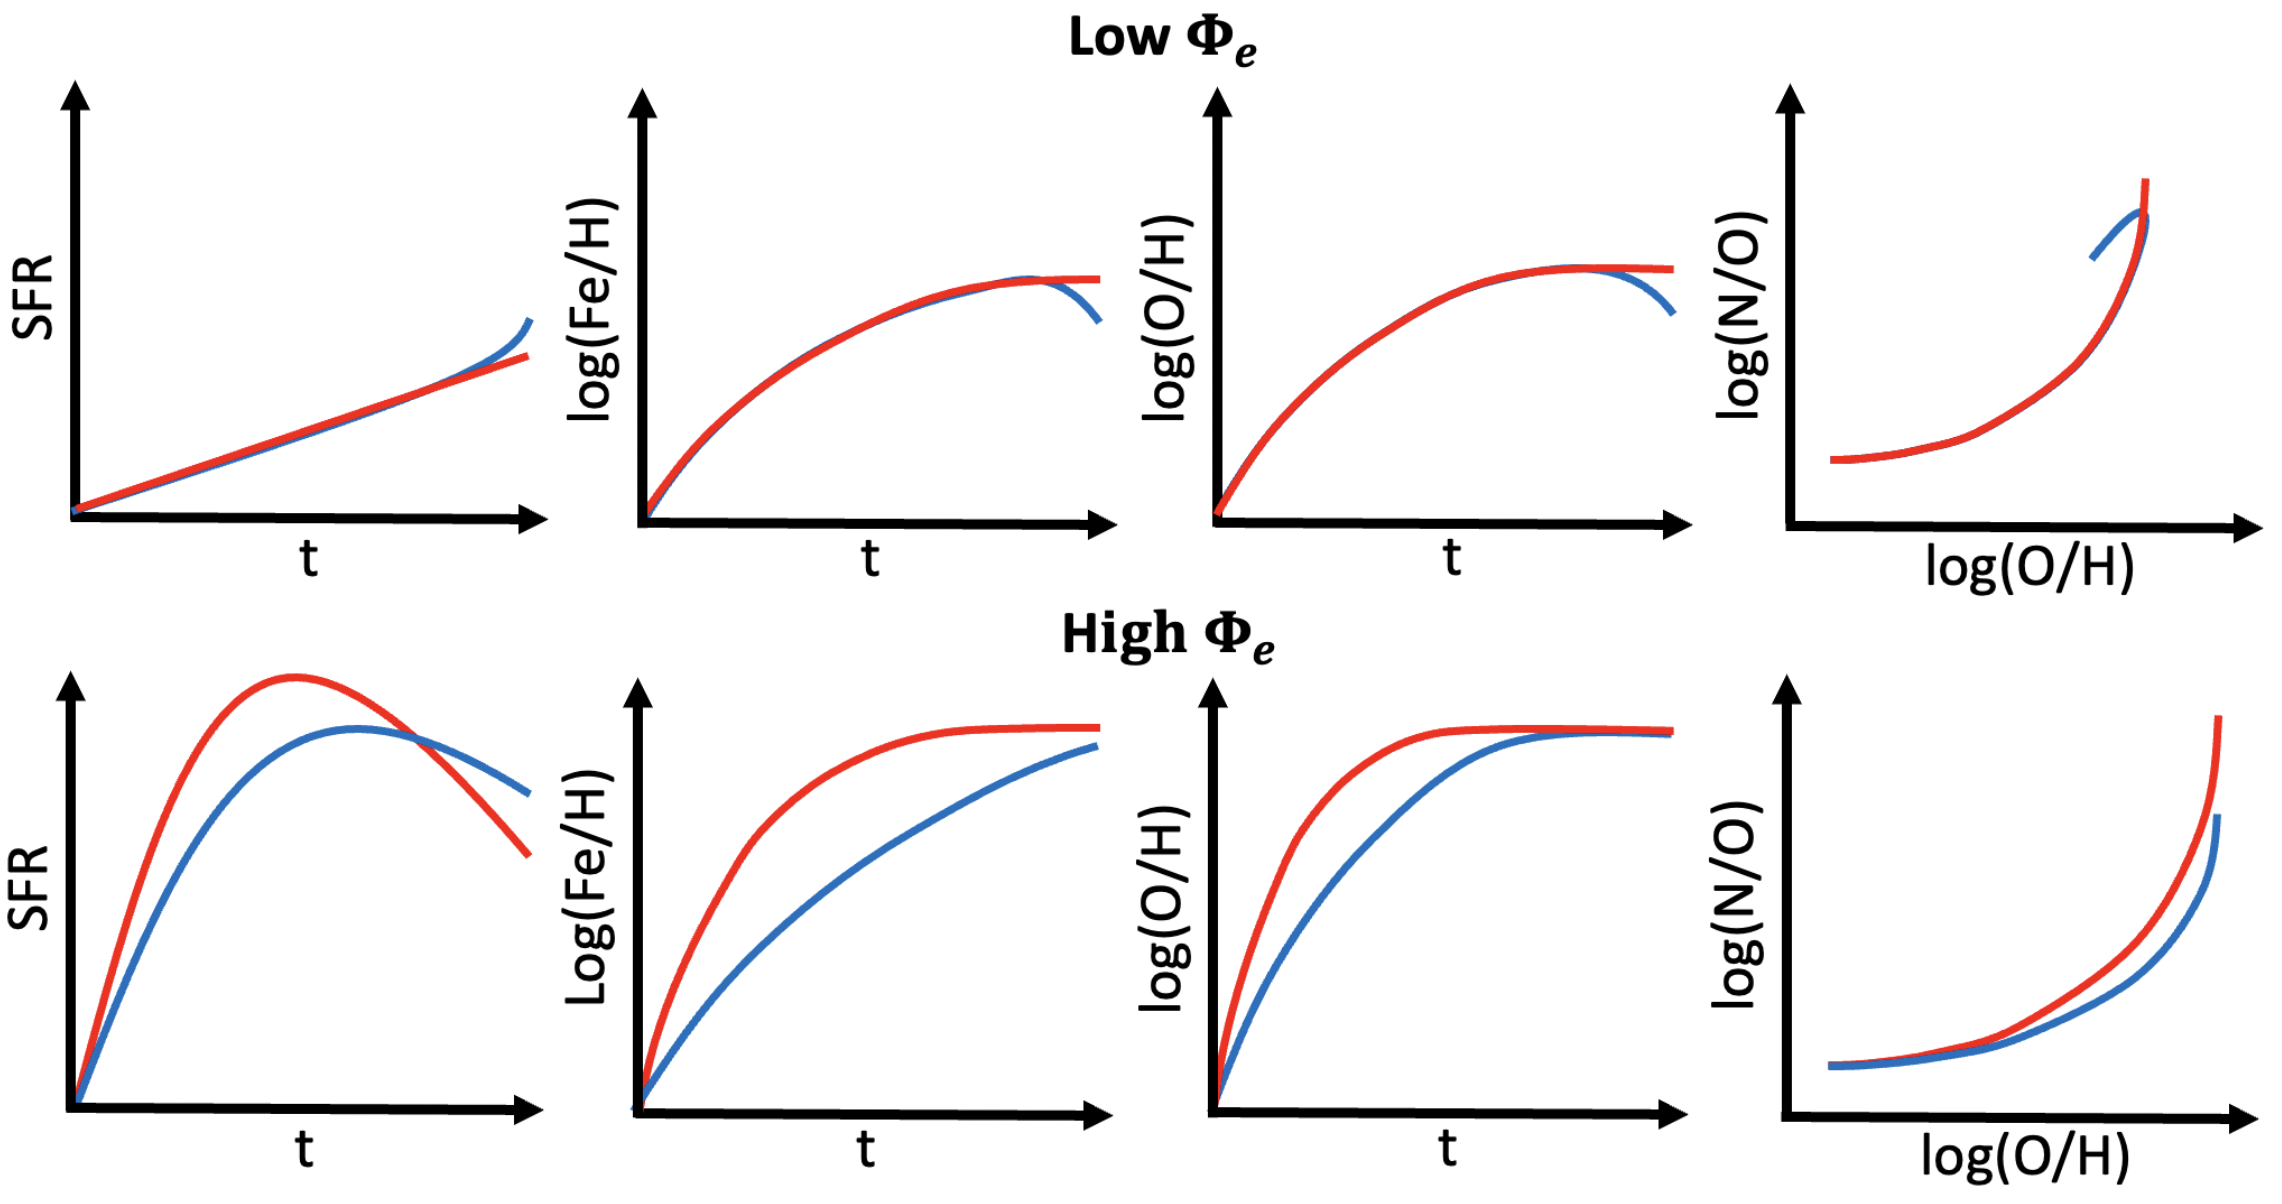 Low Φe
SFR
t
log(Fe/H)
t
log(O/H)
t
log(N/O)
log(O/H)
High Φe
SFR
t
Log(Fe/H)
t
log(O/H)
t
log(N/O)
log(O/H)